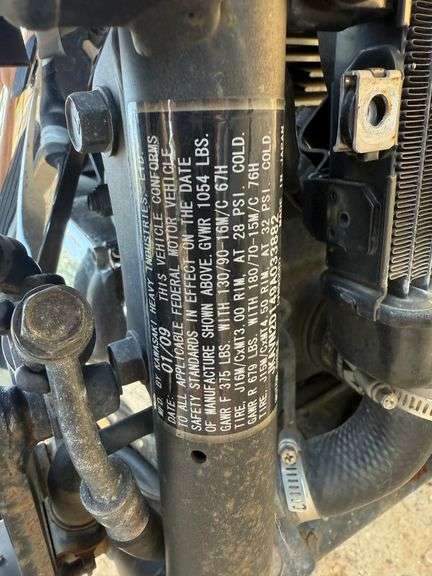 MFD. BY KAWASAKI HEAVY INDUSTRIES, LTD.
DATE: 01/09 THIS VEHICLE CONFORMS
TO ALL APPLICABLE FEDERAL MOTOR VEHICLE
SAFETY STANDARDS IN EFFECT ON THE DATE
OF MANUFACTURE SHOWN ABOVE. GVWR 1054 LBS.
GAWR F 375 LBS. WITH 130/90-16M/C 67H
TIRE, J16M/CxMT3.00 RIM, AT 28 PSI. COLD.
GAWR R 679 LBS. WITH 180/70-15M/C 76H
TIRE, J15M/CxMT4.50 RIM, AT 32 PSI. COLD.
IN JAPAN